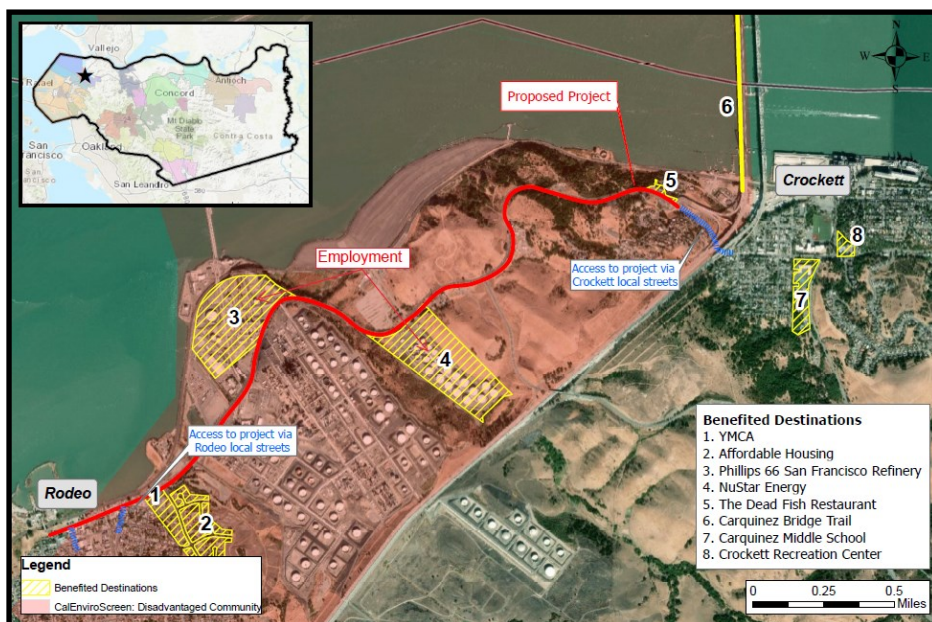 Vallejo
Rafael
Antioch
Concord
Mt Diablo
State
Park
Contra Costa
San
Francisco
Oakland
San Leandro
N
W
E
S
Proposed Project
6
5
Crockett
8
Employment
Access to project via
Crockett local streets
7
3
4
Access to project via
Rodeo local streets
Rodeo
1
2
Benefited Destinations
1. YMCA
2. Affordable Housing
3. Phillips 66 San Francisco Refinery
4. NuStar Energy
5. The Dead Fish Restaurant
6. Carquinez Bridge Trail
7. Carquinez Middle School
8. Crockett Recreation Center
Legend
Benefited Destinations
CalEnviroScreen: Disadvantaged Community
0 0.25 0.5
Miles